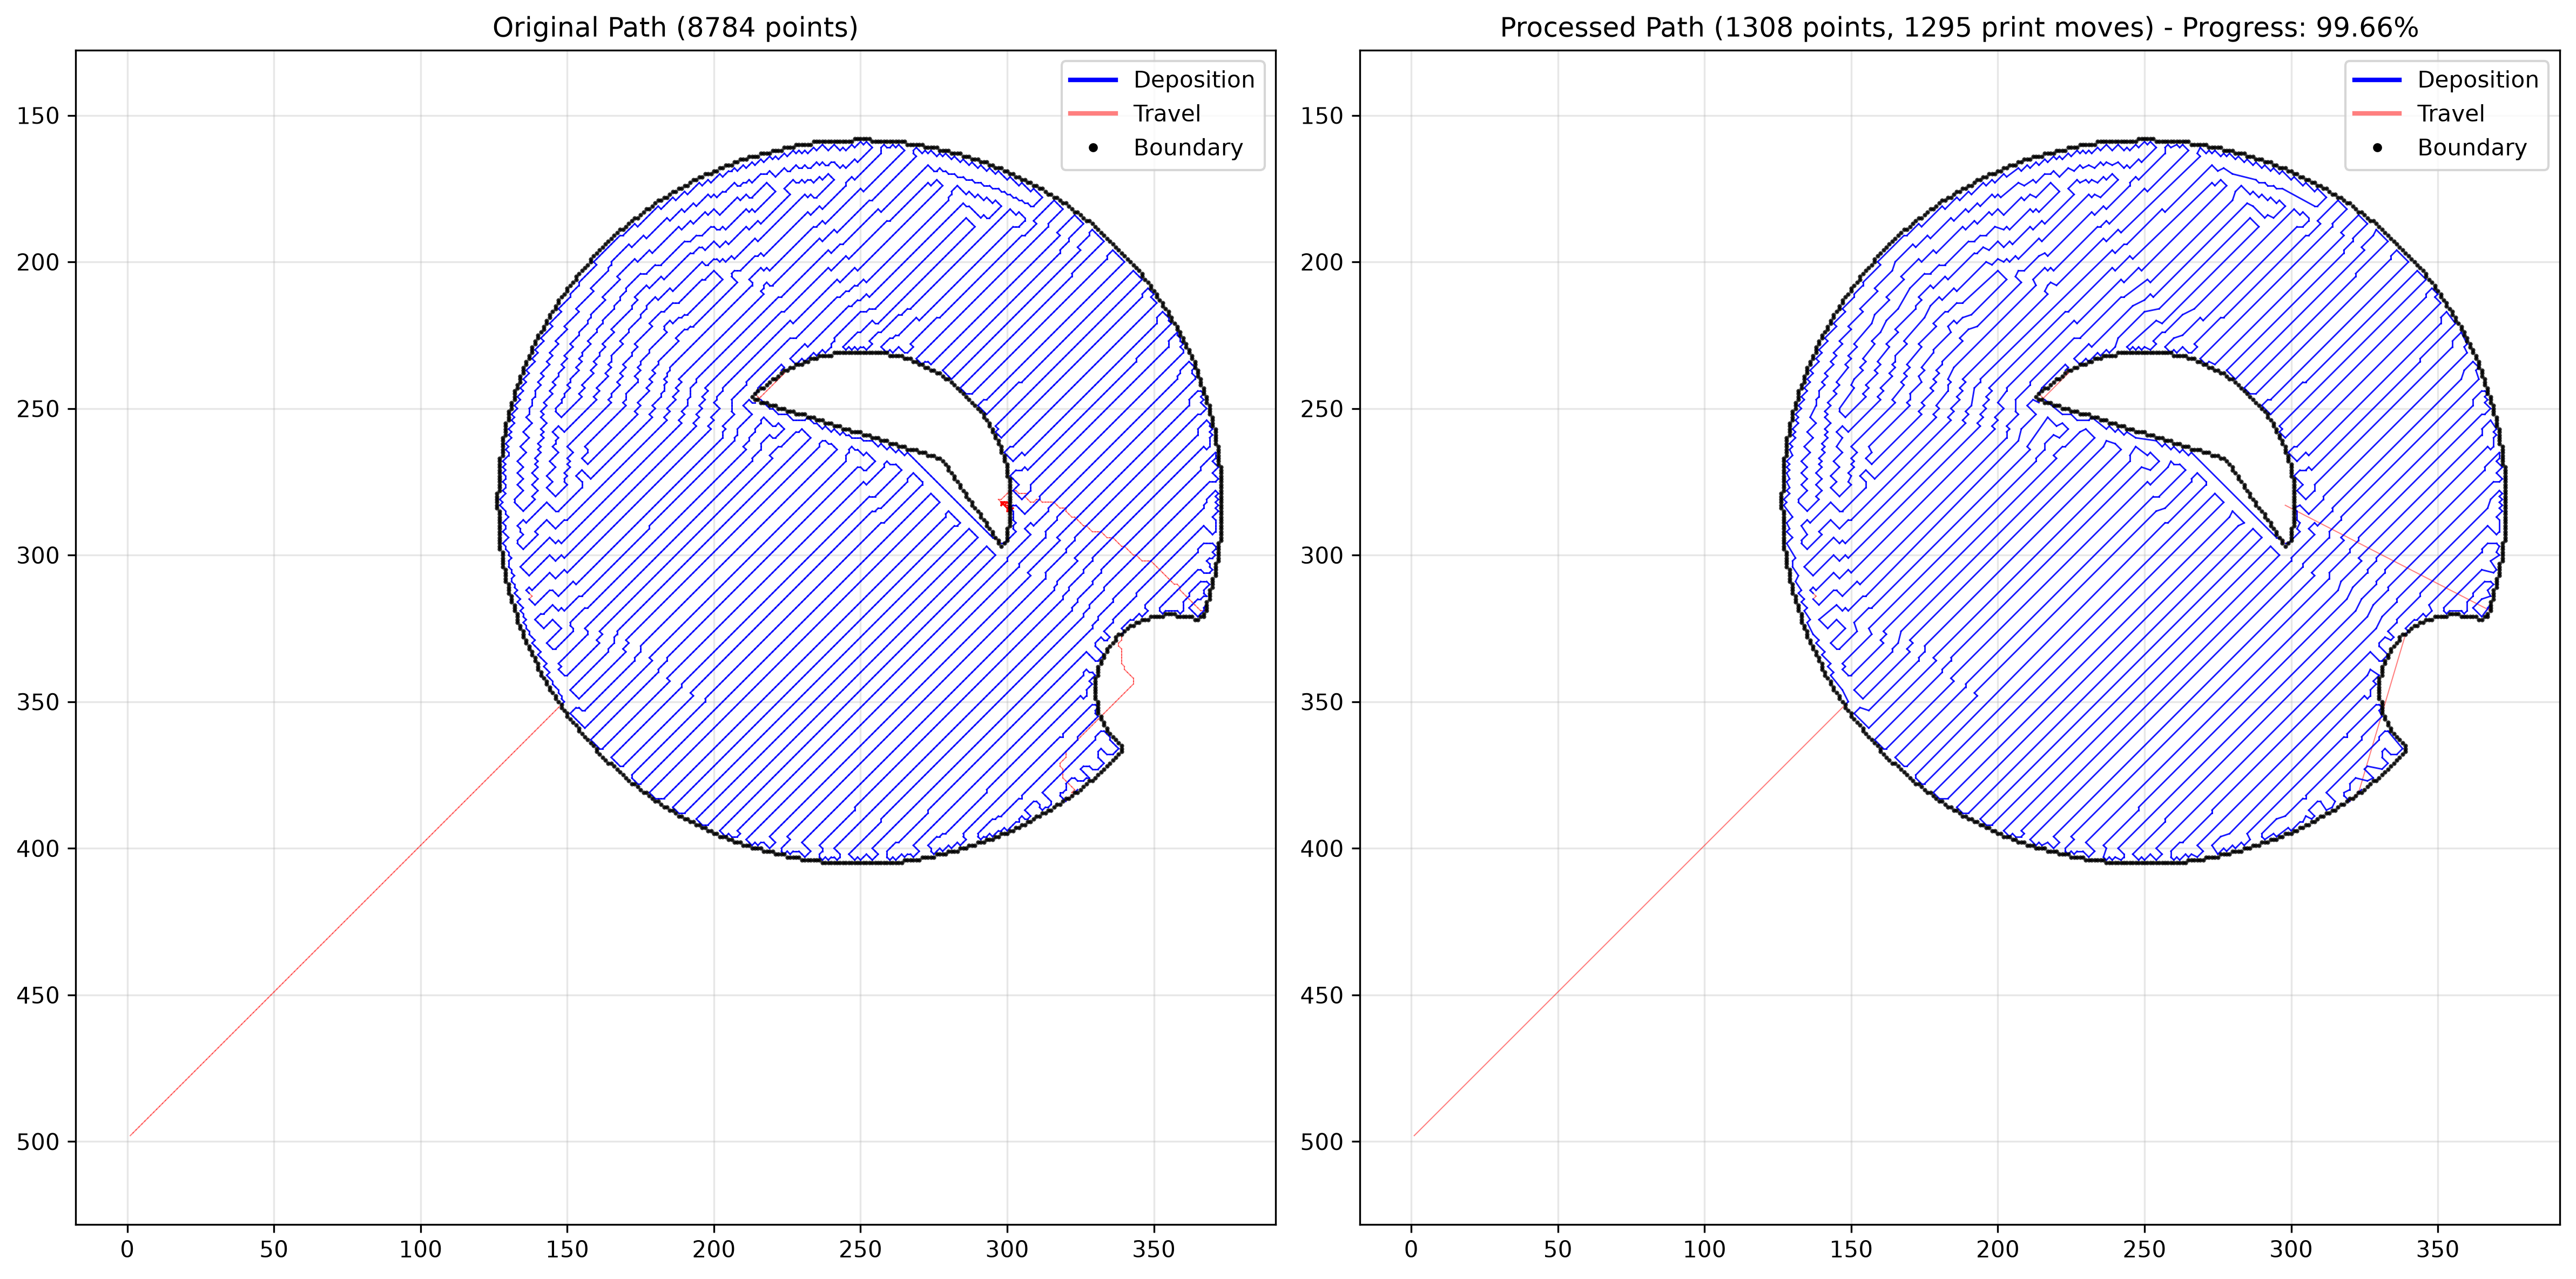 Original Path (8784 points)
Deposition
Travel
Boundary
150
200
250
300
350
400
450
500
0 50 100 150 200 250 300 350
Processed Path (1308 points, 1295 print moves) - Progress: 99.66%
Deposition
Travel
Boundary
150
200
250
300
350
400
450
500
0 50 100 150 200 250 300 350